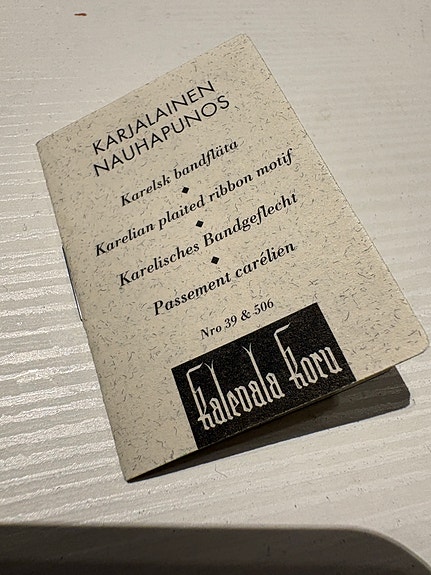 KARJALAINEN
NAUHAPUNOS
Karelsk bandfläta
Karelian plaited ribbon motif
Karelisches Bandgeflecht
Passement carélien
Nro 39 & 506
Kalevala Koru